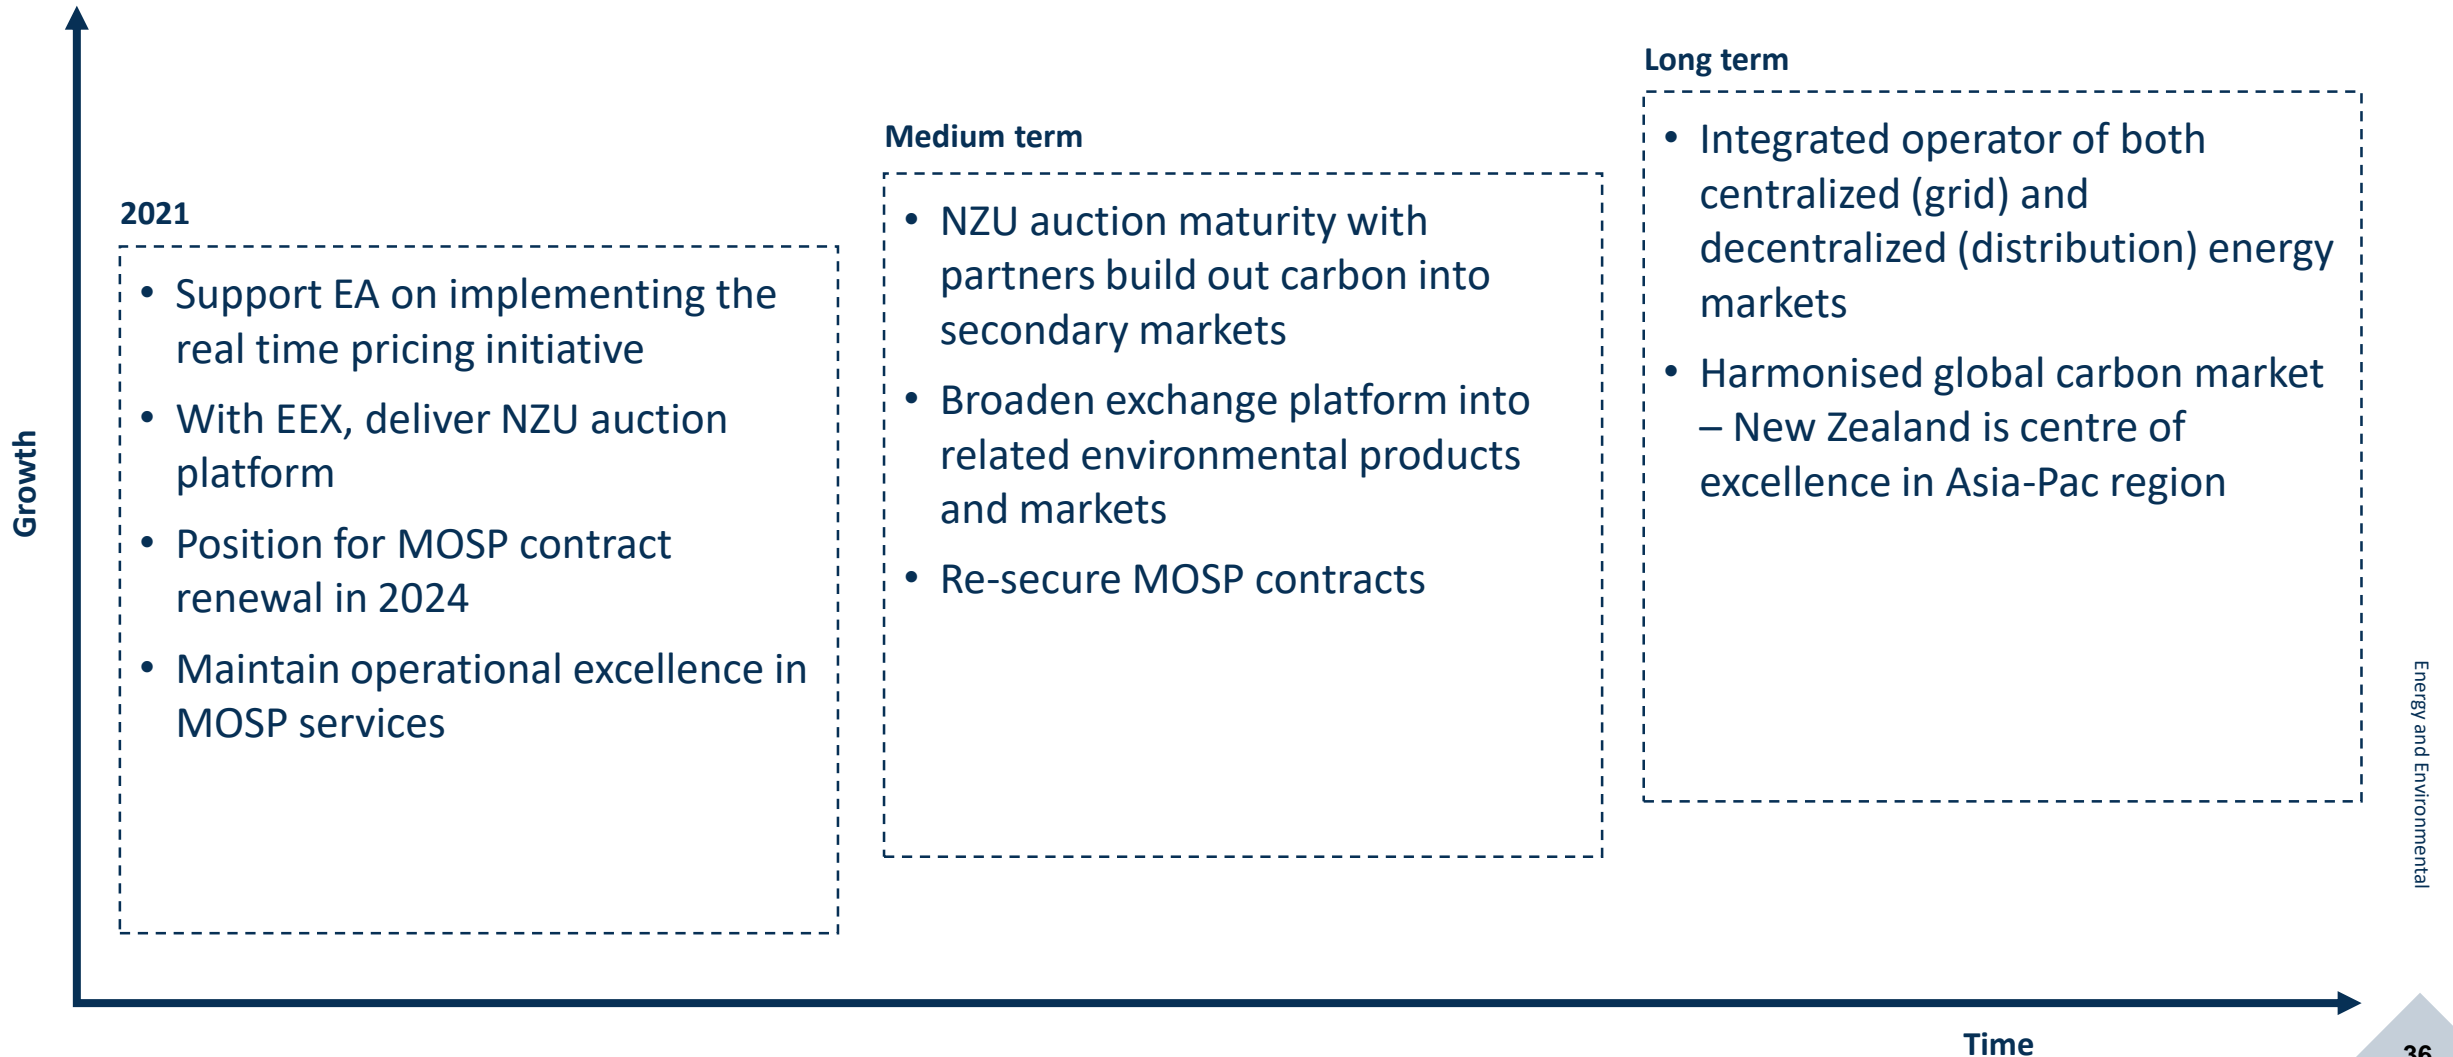 Growth
2021
• Support EA on implementing the
real time pricing initiative
• With EEX, deliver NZU auction
platform
• Position for MOSP contract
renewal in 2024
• Maintain operational excellence in
MOSP services
Medium term
• NZU auction maturity with
partners build out carbon into
secondary markets
• Broaden exchange platform into
related environmental products
and markets
• Re-secure MOSP contracts
Long term
• Integrated operator of both
centralized (grid) and
decentralized (distribution) energy
markets
• Harmonised global carbon market
– New Zealand is centre of
excellence in Asia-Pac region
Energy and Environmental
Time
36